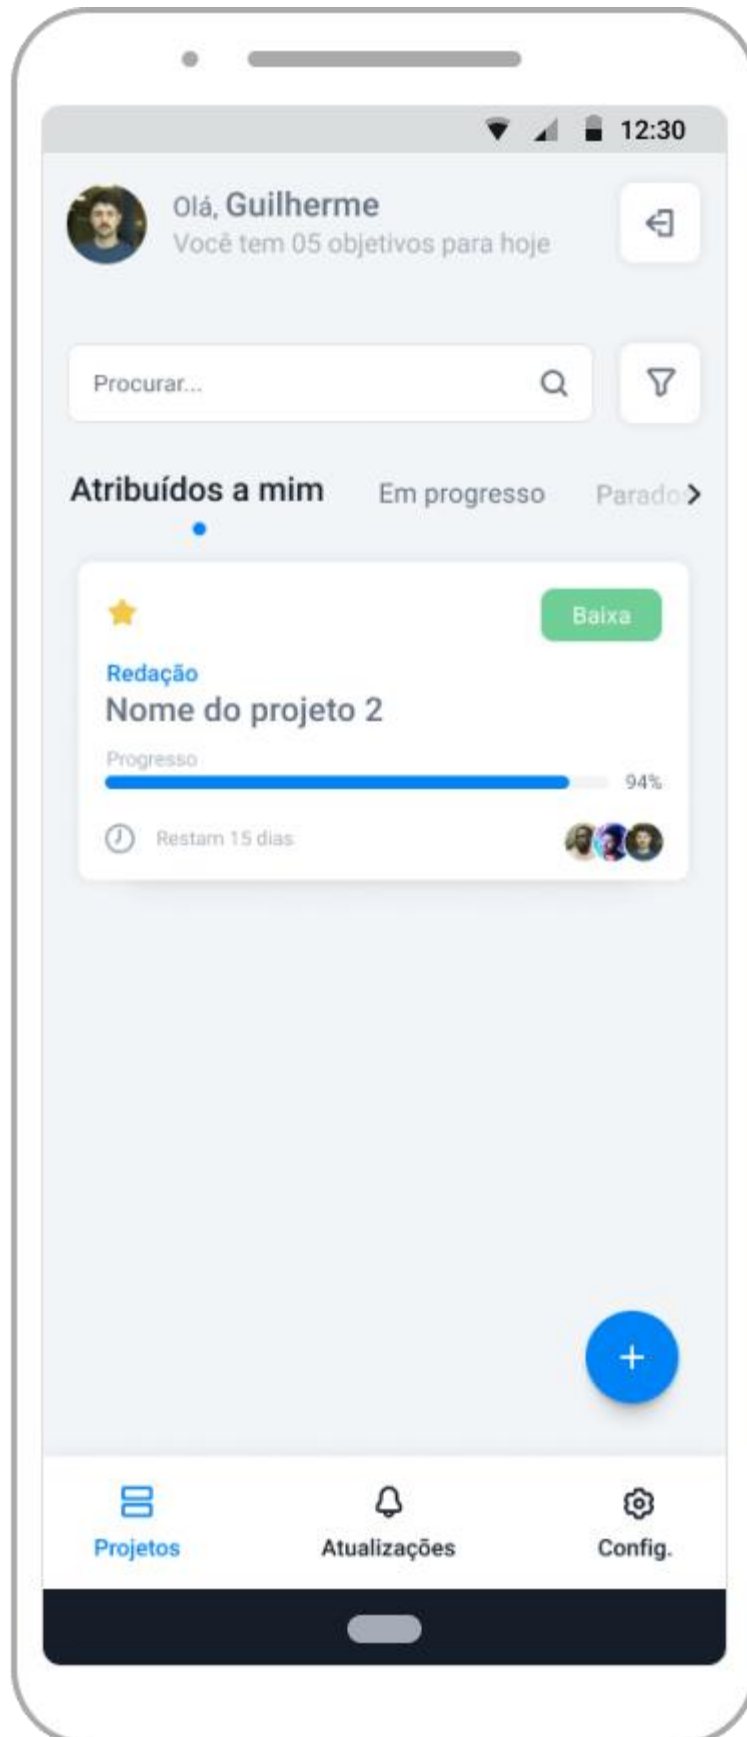 12:30
Olá, Guilherme
Você tem 05 objetivos para hoje
Procurar...
Atribuídos a mim Em progresso
Baixa
Redação
Nome do projeto 2
Progresso
94%
Restam 15 dias
Projetos Atualizações Config.